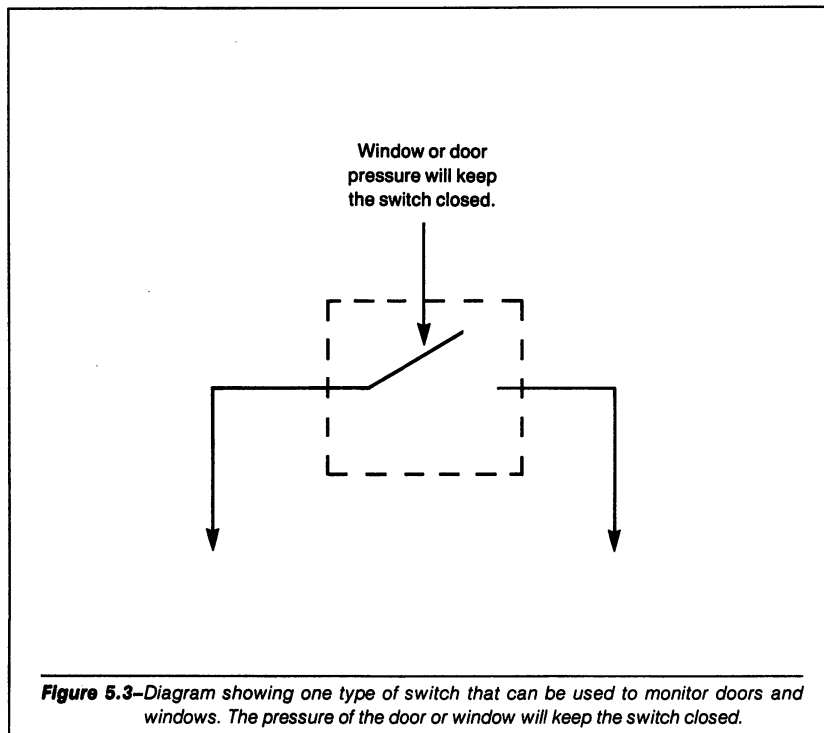 Window or door
pressure will keep
the switch closed.
Figure 5.3–Diagram showing one type of switch that can be used to monitor doors and
windows. The pressure of the door or window will keep the switch closed.